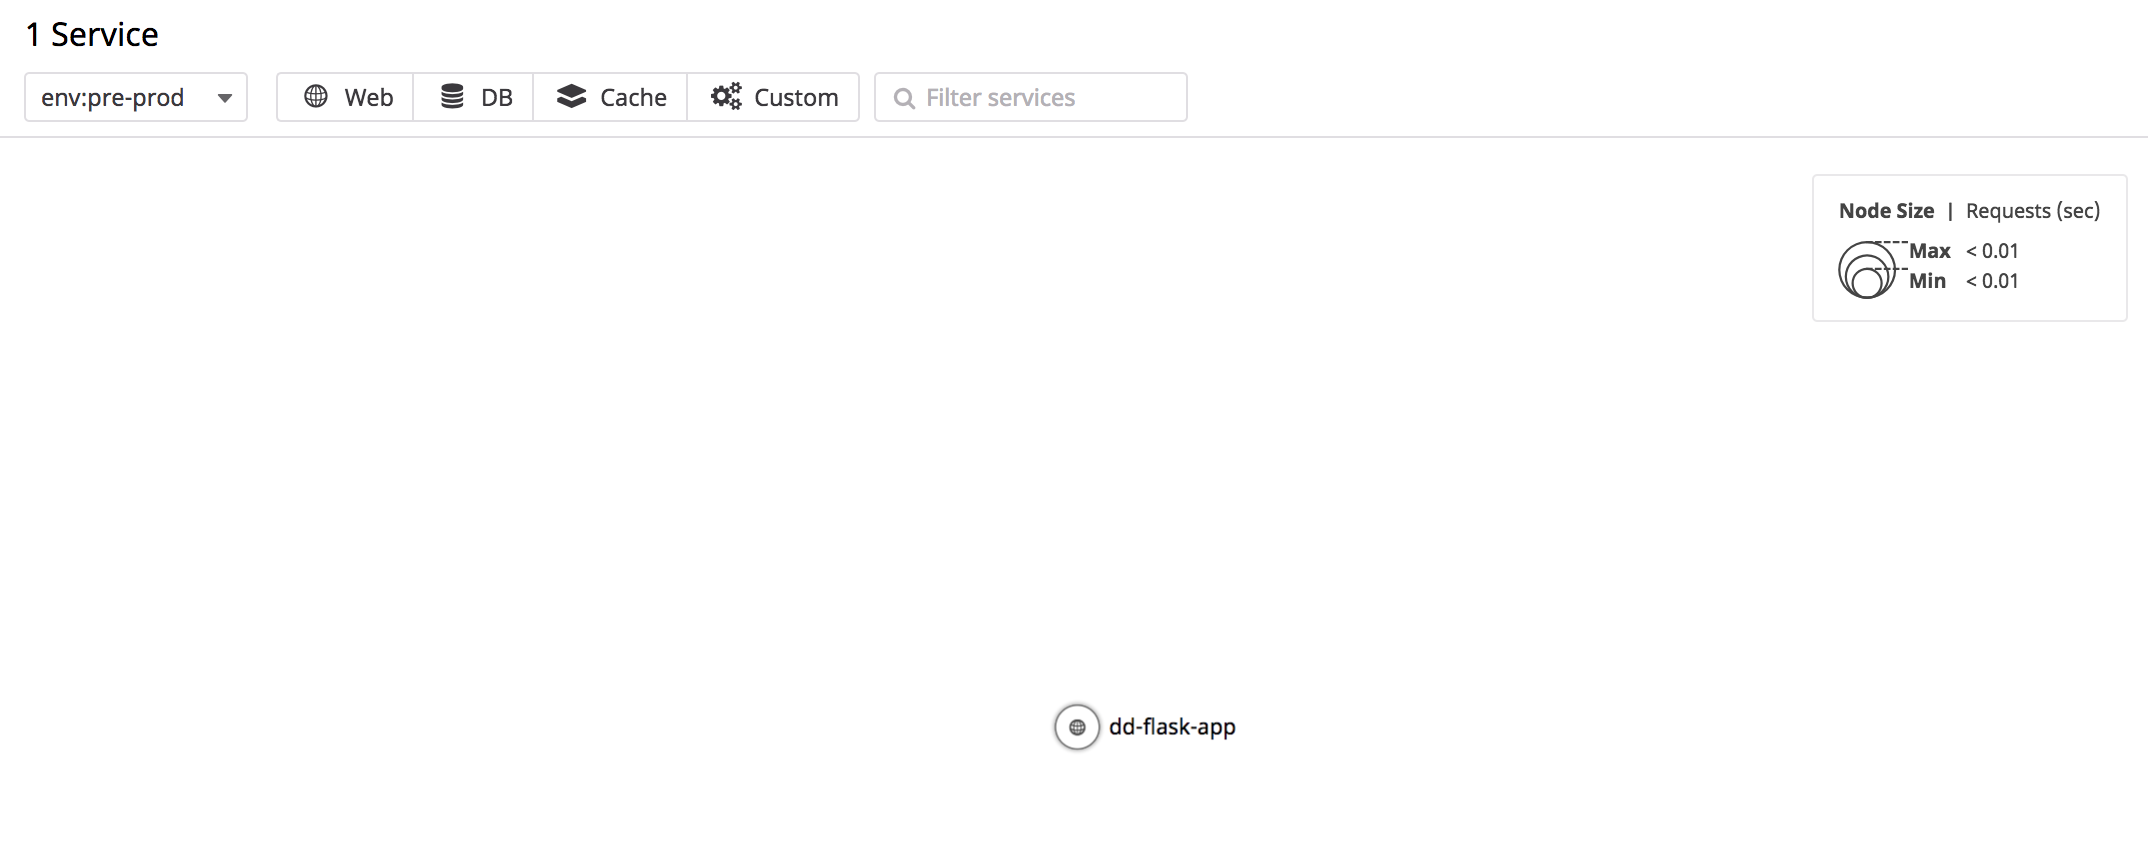 1 Service
env:pre-prod Web DB Cache Custom Filter services
Node Size | Requests (sec)
Max < 0.01
Min < 0.01
dd-flask-app